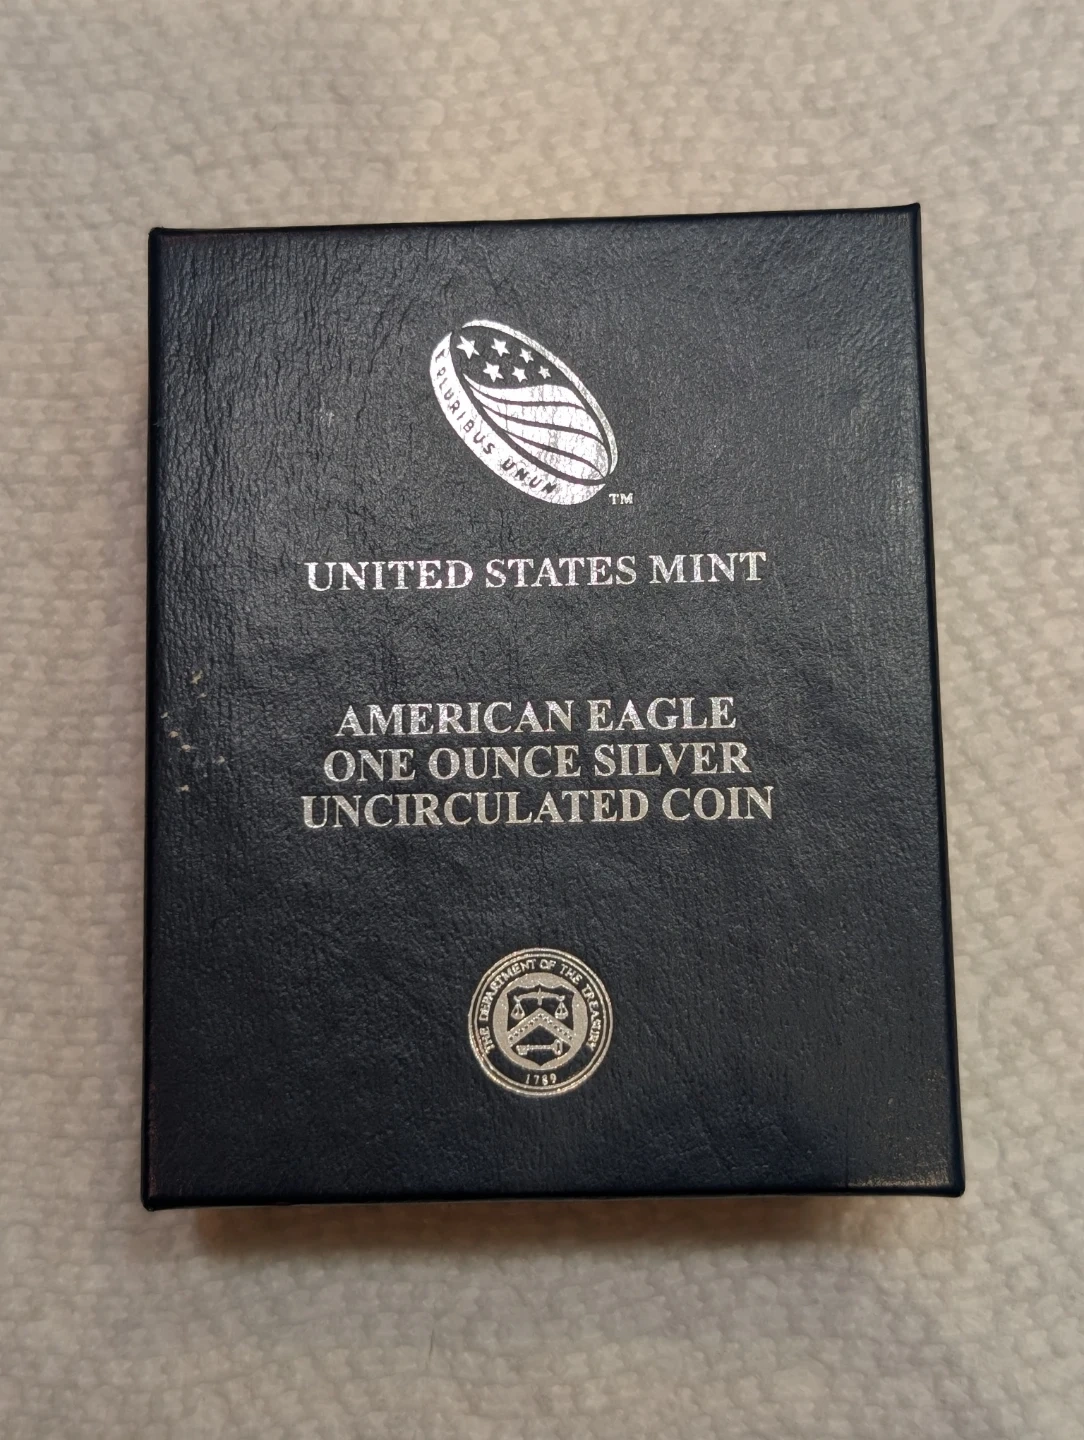 E PLURIBUS UNUM
TM
UNITED STATES MINT
AMERICAN EAGLE
ONE OUNCE SILVER
UNCIRCULATED COIN
THE DEPARTMENT OF THE TREASURY
1789